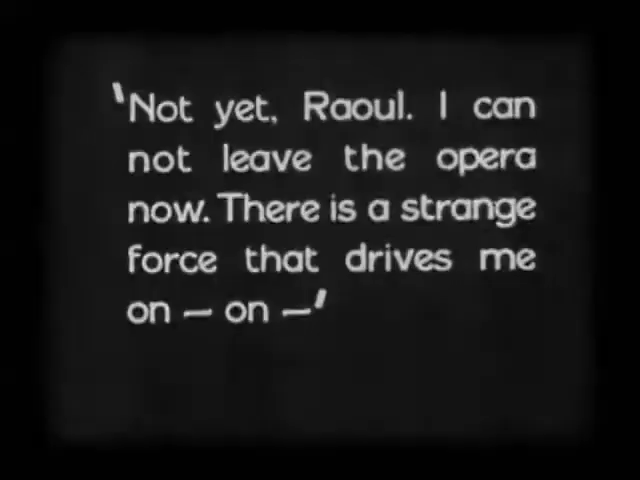 'Not yet, Raoul. I can
not leave the opera
now. There is a strange
force that drives me
on — on —'